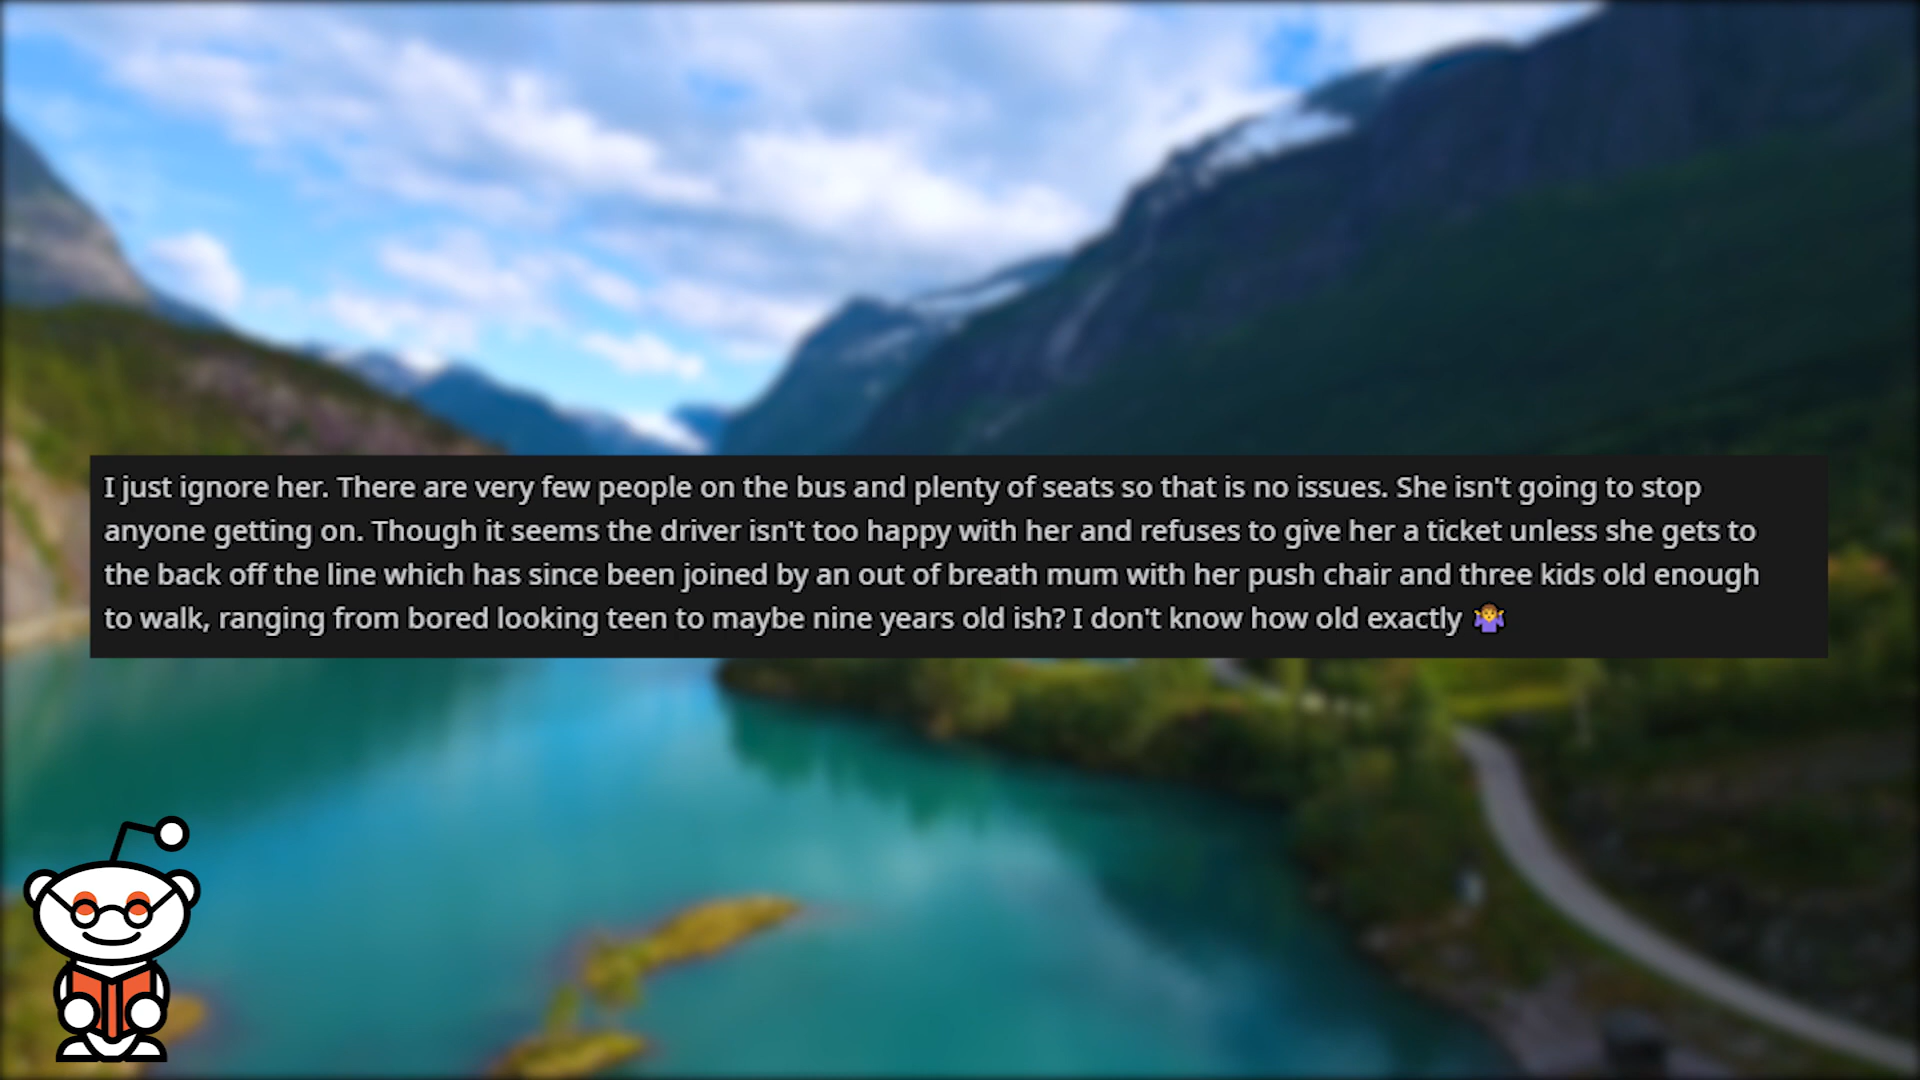 I just ignore her. There are very few people on the bus and plenty of seats so that is no issues. She isn't going to stop
anyone getting on. Though it seems the driver isn't too happy with her and refuses to give her a ticket unless she gets to
the back off the line which has since been joined by an out of breath mum with her push chair and three kids old enough
to walk, ranging from bored looking teen to maybe nine years old ish? I don't know how old exactly 🤷‍♀️